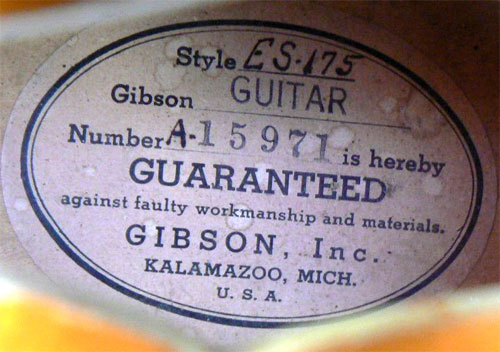 Style ES-175
Gibson GUITAR
Number A-15971 is hereby
GUARANTEED
against faulty workmanship and materials.
GIBSON, Inc.
KALAMAZOO, MICH.
U. S. A.